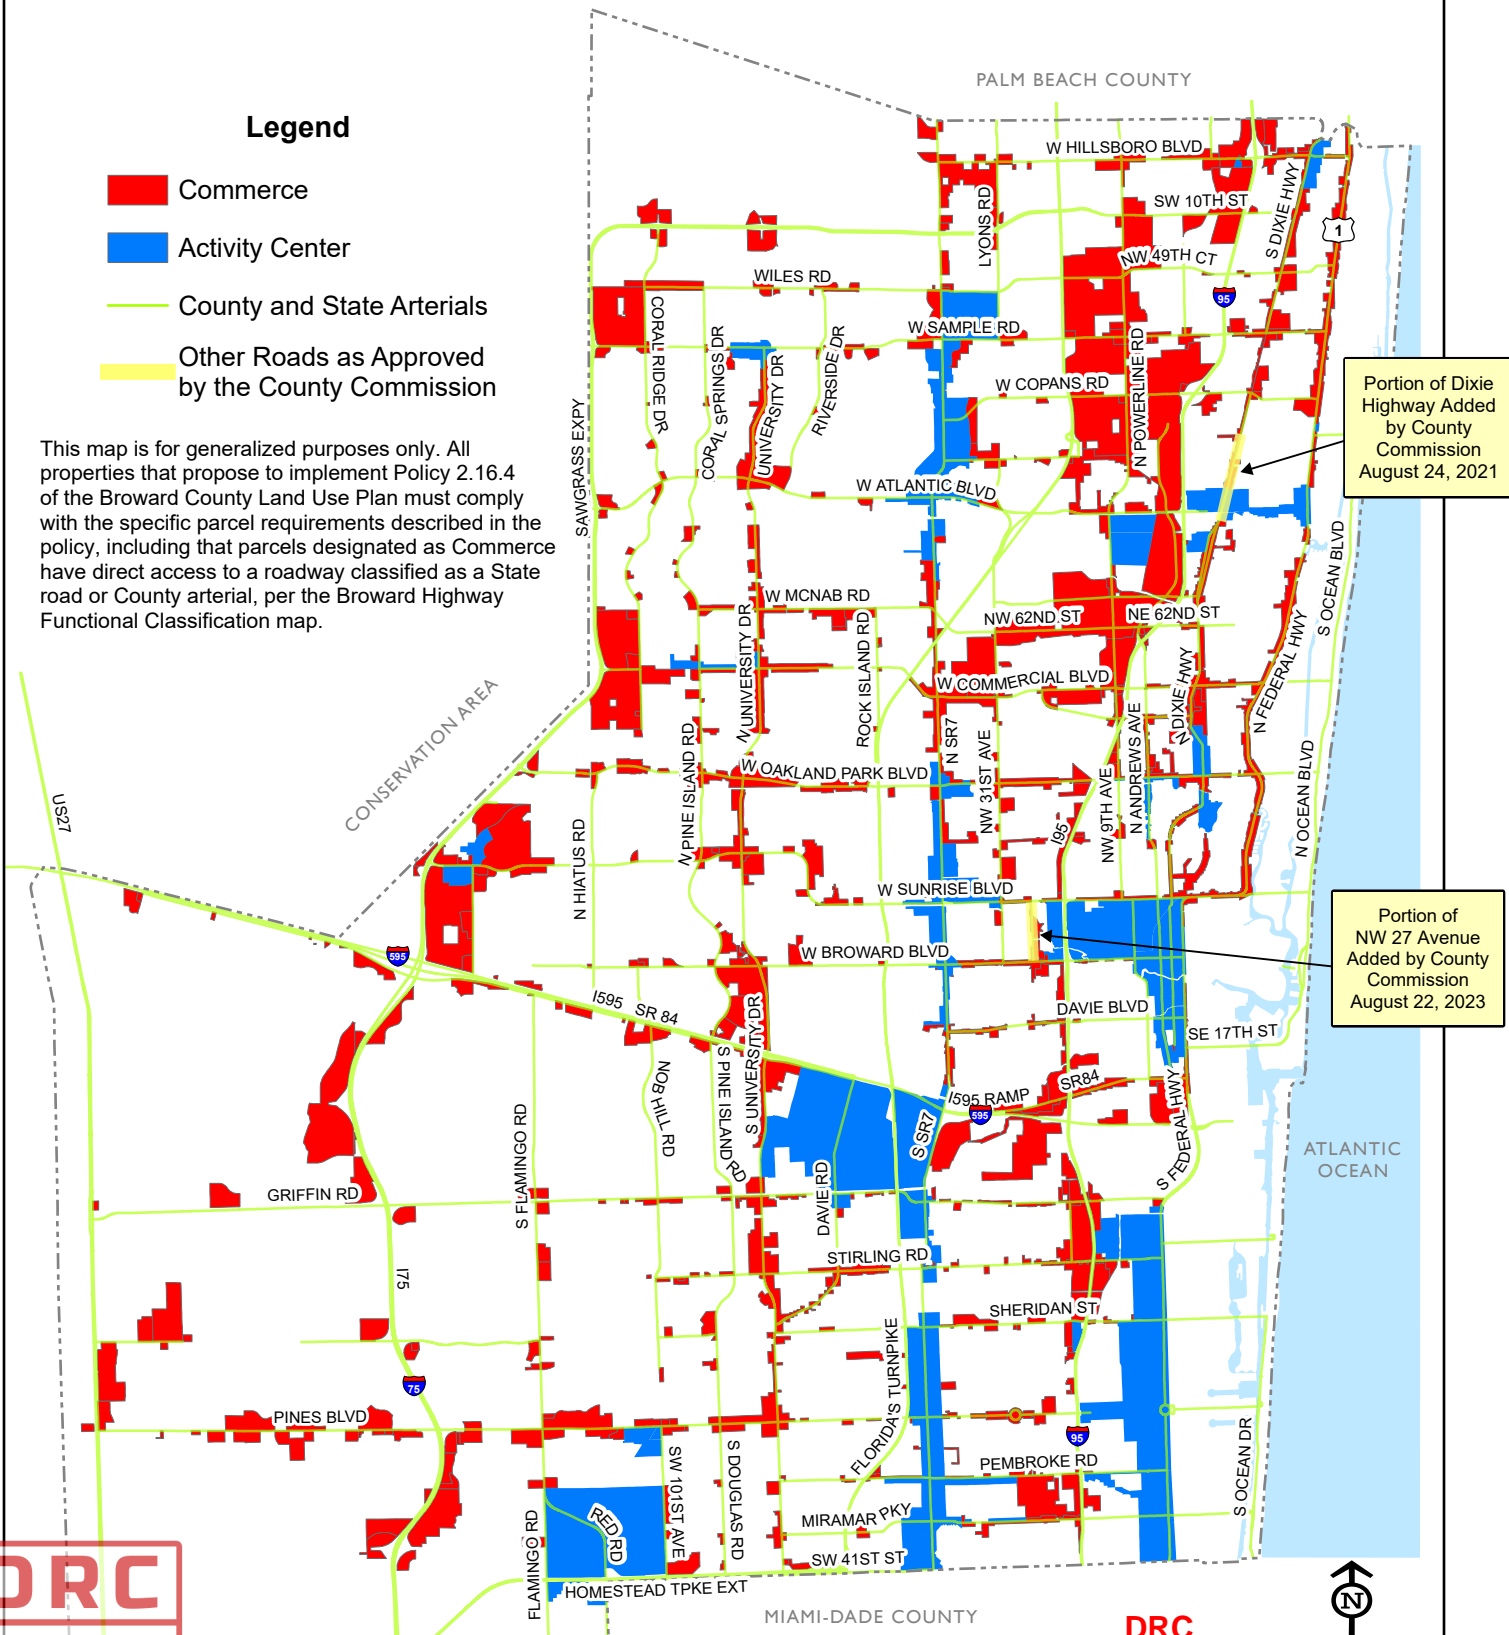 PALM BEACH COUNTY
Legend
Commerce
Activity Center
County and State Arterials
Other Roads as Approved
by the County Commission
This map is for generalized purposes only. All
properties that propose to implement Policy 2.16.4
of the Broward County Land Use Plan must comply
with the specific parcel requirements described in the
policy, including that parcels designated as Commerce
have direct access to a roadway classified as a State
road or County arterial, per the Broward Highway
Functional Classification map.
W HILLSBORO BLVD
SW 10TH ST
LYONS RD
S DIXIE HWY
1
NW 49TH CT
WILES RD
95
W SAMPLE RD
CORAL RIDGE DR
CORAL SPRINGS DR
UNIVERSITY DR
RIVERSIDE DR
W COPANS RD
N POWERLINE RD
Portion of Dixie
Highway Added
by County
Commission
August 24, 2021
SAWGRASS EXPY
W ATLANTIC BLVD
S OCEAN BLVD
W MCNAB RD
NW 62ND ST
NE 62ND ST
N UNIVERSITY DR
ROCK ISLAND RD
N DIXIE HWY
N FEDERAL HWY
W COMMERCIAL BLVD
CONSERVATION AREA
N PINE ISLAND RD
N SR7
NW 31ST AVE
N ANDREWS AVE
NW 9TH AVE
W OAKLAND PARK BLVD
N OCEAN BLVD
US27
N HIATUS RD
I95
W SUNRISE BLVD
Portion of
NW 27 Avenue
Added by County
Commission
August 22, 2023
595
W BROWARD BLVD
I595
SR 84
DAVIE BLVD
SE 17TH ST
S UNIVERSITY DR
S PINE ISLAND RD
NOB HILL RD
S FLAMINGO RD
I595 RAMP
SR84
595
S SR7
S FEDERAL HWY
ATLANTIC
OCEAN
GRIFFIN RD
DAVIE RD
STIRLING RD
I75
SHERIDAN ST
FLORIDA'S TURNPIKE
75
PINES BLVD
95
SW 101ST AVE
S DOUGLAS RD
PEMBROKE RD
S OCEAN DR
MIRAMAR PKY
RED RD
FLAMINGO RD
SW 41ST ST
HOMESTEAD TPKE EXT
MIAMI-DADE COUNTY
DRC
DRC
N